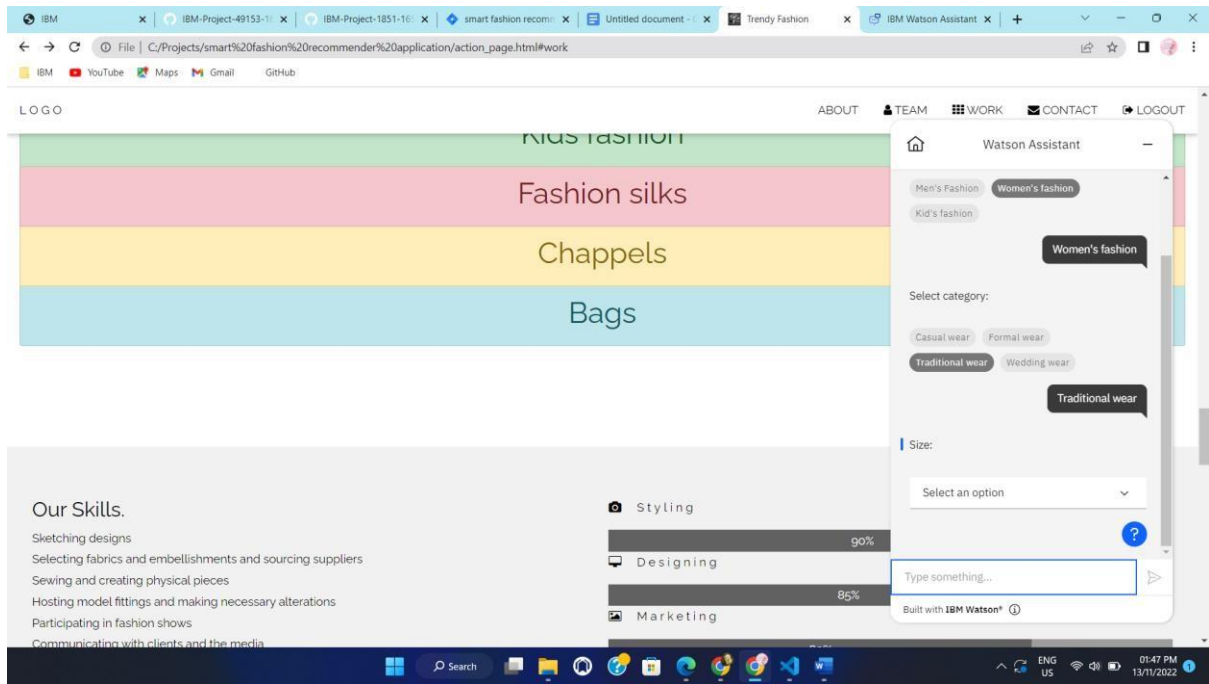 IBM
IBM-Project-49153-16
IBM-Project-1851-165
smart fashion recomm
Untitled document - G
Trendy Fashion
IBM Watson Assistant
File | C:/Projects/smart%20fashion%20recommender%20application/action_page.html#work
IBM YouTube Maps Gmail GitHub
LOGO
ABOUT TEAM WORK CONTACT LOGOUT
Kids fashion
Fashion silks
Chappels
Bags
Our Skills.
Sketching designs
Selecting fabrics and embellishments and sourcing suppliers
Sewing and creating physical pieces
Hosting model fittings and making necessary alterations
Participating in fashion shows
Communicating with clients and the media
Styling
90%
Designing
85%
Marketing
Watson Assistant
Men's Fashion Women's fashion
Kid's fashion
Women's fashion
Select category:
Casual wear Formal wear
Traditional wear Wedding wear
Traditional wear
Size:
Select an option
?
Type something...
Built with IBM Watson®
Search
ENG
US
01:47 PM
13/11/2022
1